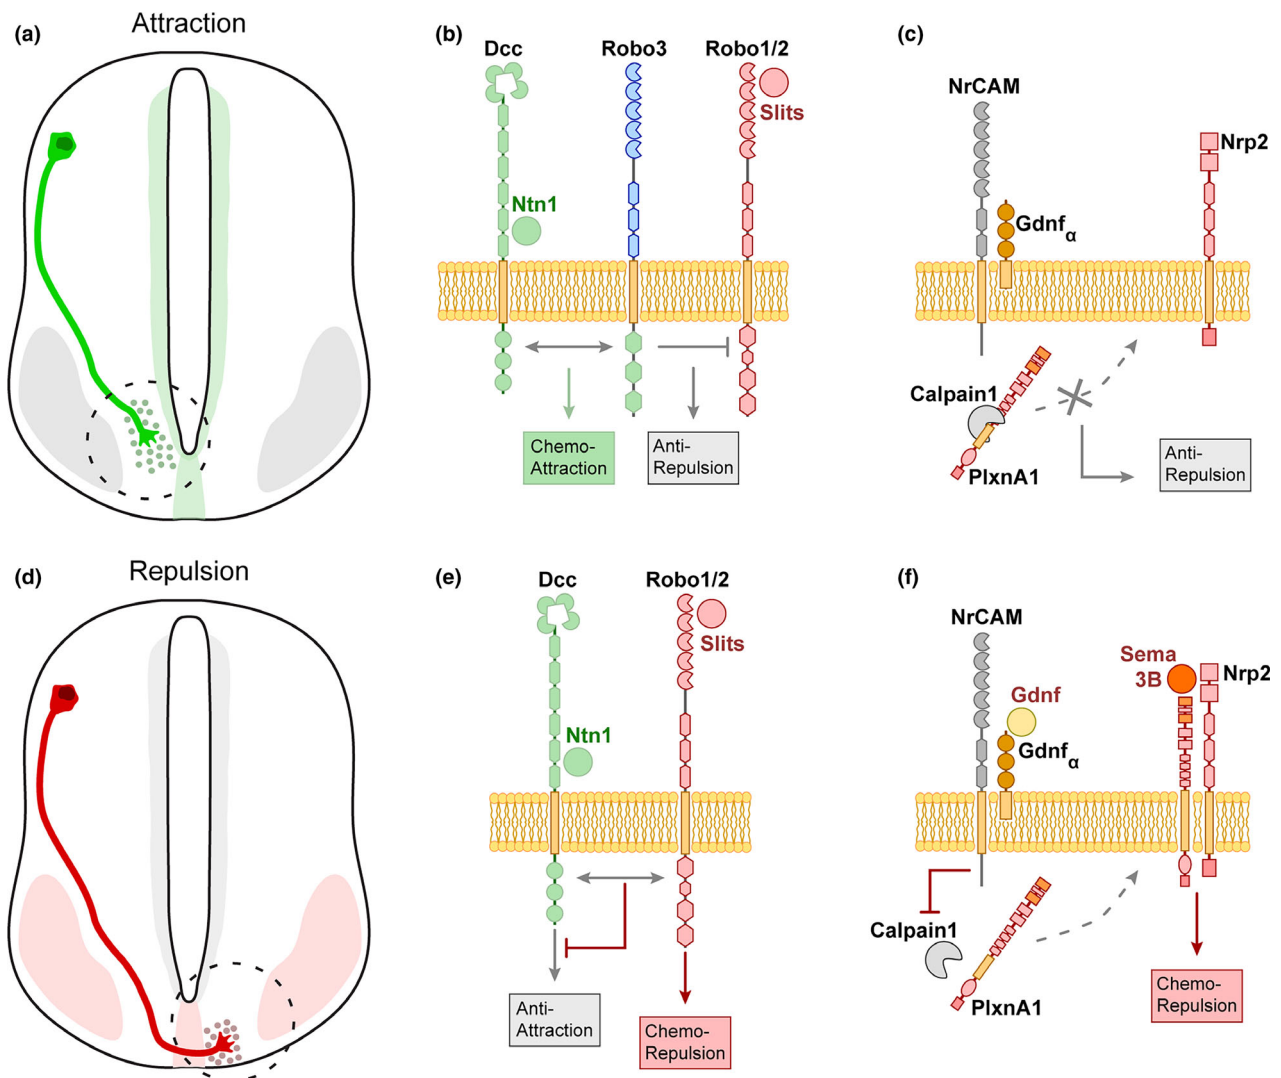 (a)
Attraction
(b)
Dcc
Robo3
Robo1/2
Slits
Ntn1
Chemo-
Attraction
Anti-
Repulsion
(c)
NrCAM
Nrp2
Gdnfα
Calpain1
PlxnA1
Anti-
Repulsion
(d)
Repulsion
(e)
Dcc
Robo1/2
Slits
Ntn1
Anti-
Attraction
Chemo-
Repulsion
(f)
NrCAM
Sema
3B
Nrp2
Gdnf
Gdnfα
Calpain1
PlxnA1
Chemo-
Repulsion